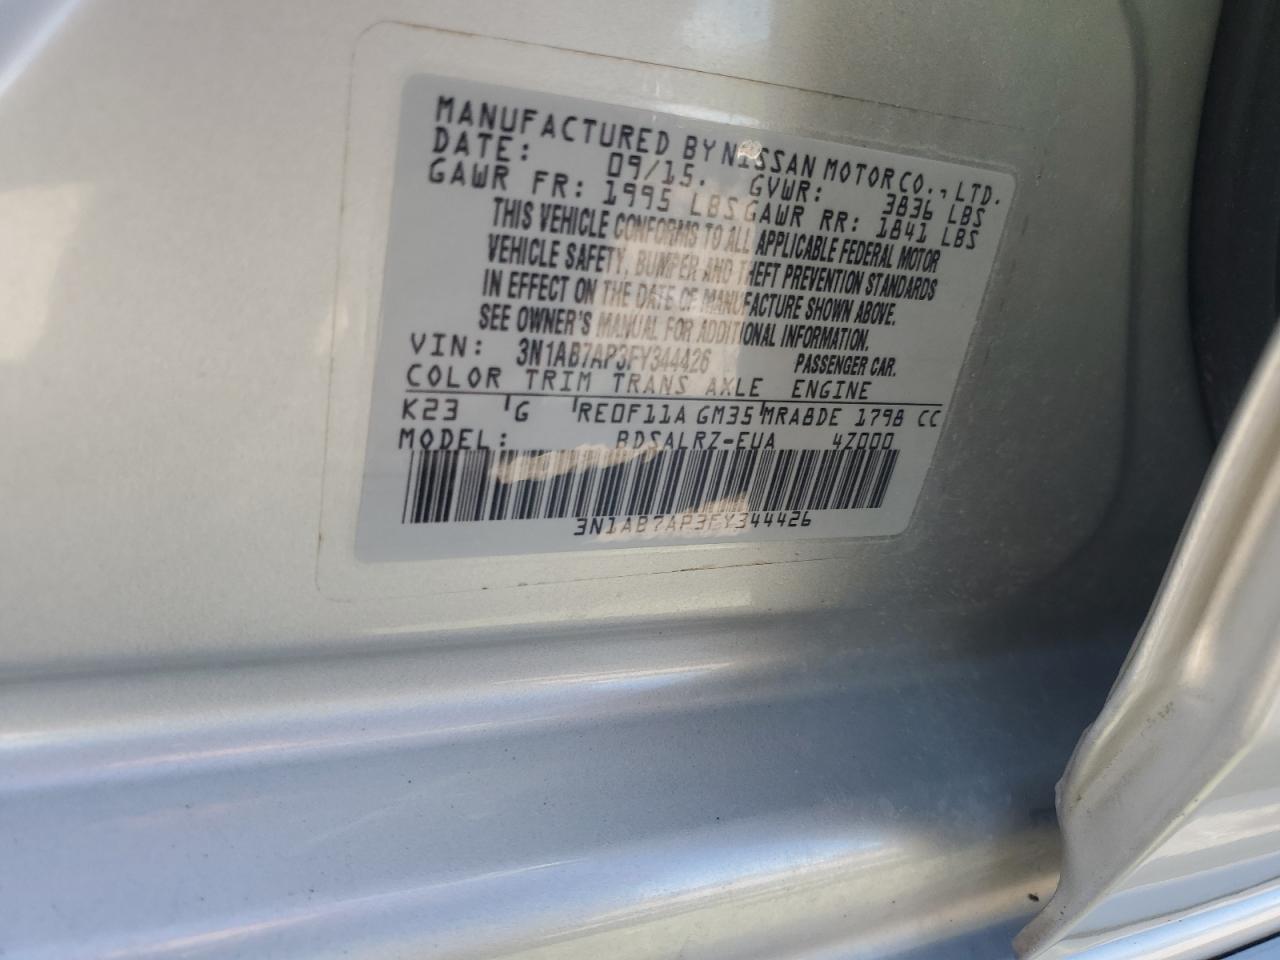 MANUFACTURED BY NISSAN MOTOR CO., LTD.
DATE: 09/15. GVWR: 3836 LBS
GAWR FR: 1995 LBS GAWR RR: 1841 LBS
THIS VEHICLE CONFORMS TO ALL APPLICABLE FEDERAL MOTOR
VEHICLE SAFETY, BUMPER AND THEFT PREVENTION STANDARDS
IN EFFECT ON THE DATE OF MANUFACTURE SHOWN ABOVE.
SEE OWNER'S MANUAL FOR ADDITIONAL INFORMATION.
VIN: 3N1AB7AP3FY344426 PASSENGER CAR.
COLOR TRIM TRANS AXLE ENGINE
K23 G RE0F11A GM35 MRA8DE 1798 CC
MODEL: BDSALRZ-EUA 4Z000
3N1AB7AP3FY344426